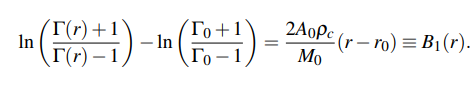 ln ( (Γ(r)+1) / (Γ(r)−1) ) − ln ( (Γ₀+1) / (Γ₀−1) ) = (2A₀ρ_c / M₀) (r−r₀) ≡ B₁(r).